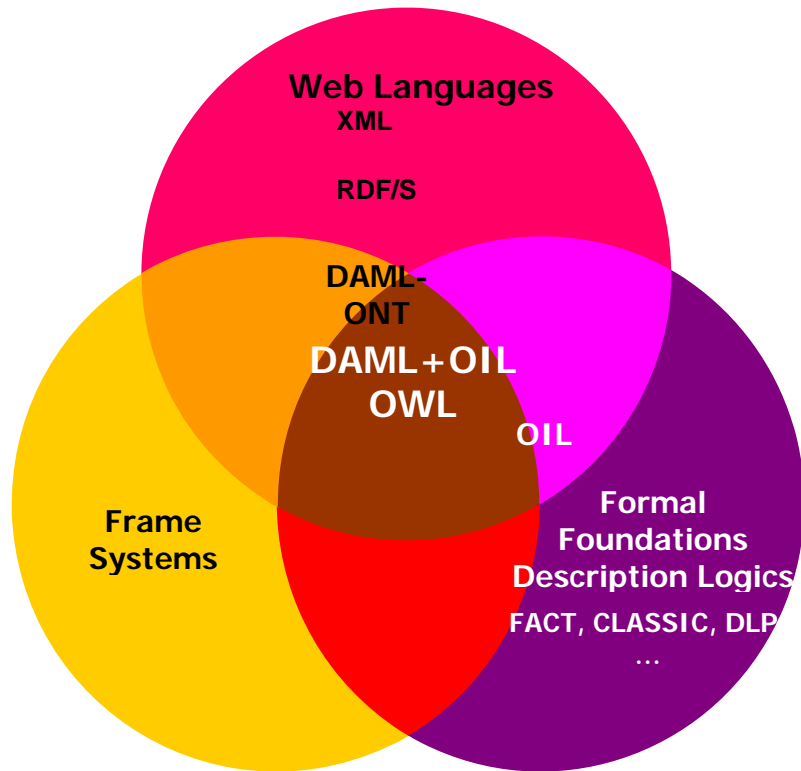 Web Languages
XML
RDF/S
DAML-
ONT
DAML+OIL
OWL
OIL
Frame
Systems
Formal
Foundations
Description Logics
FACT, CLASSIC, DLP
...